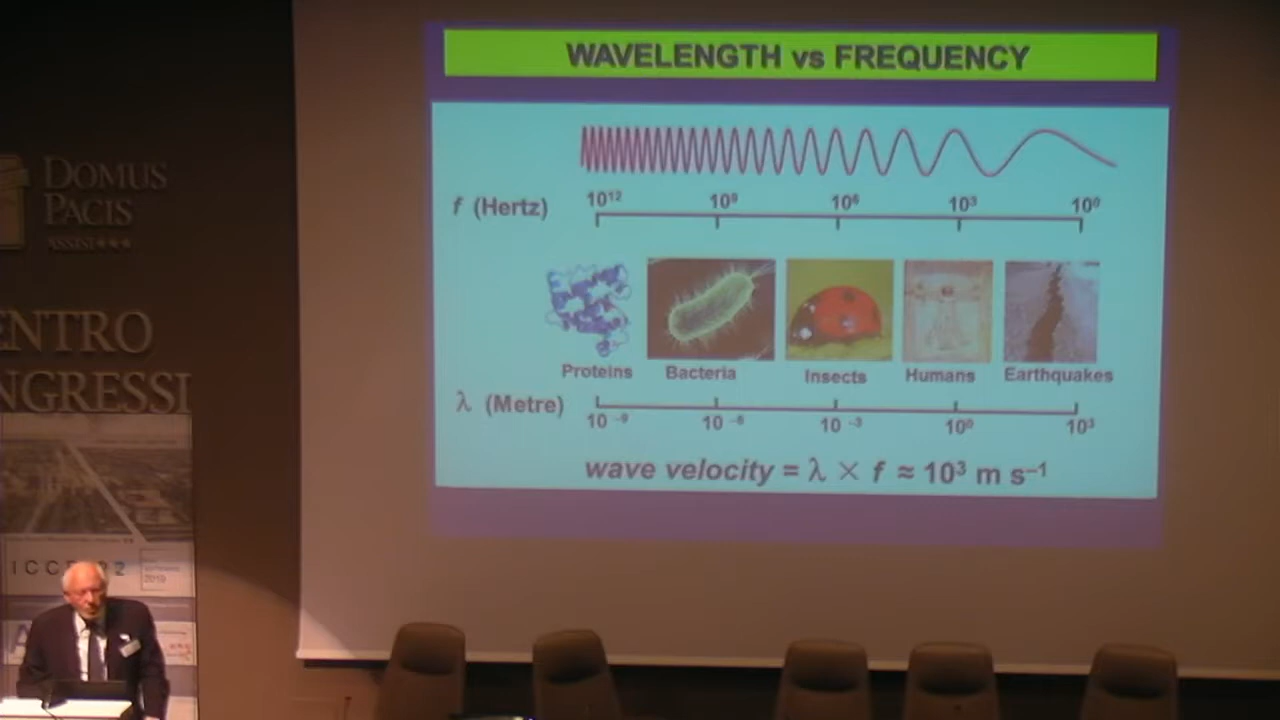 WAVELENGTH vs FREQUENCY
f (Hertz)
10¹² 10⁹ 10⁶ 10³ 10⁰
Proteins Bacteria Insects Humans Earthquakes
λ (Metre)
10⁻⁹ 10⁻⁶ 10⁻³ 10⁰ 10³
wave velocity = λ × f ≈ 10³ m s⁻¹
DOMUS
PACIS
ASSISI
ENTRO
NGRESSI
2019